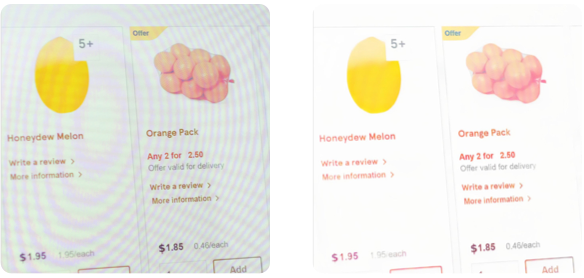 5+
Honeydew Melon
Write a review >
More information >
$1.95 1.95/each
Offer
Orange Pack
Any 2 for 2.50
Offer valid for delivery
Write a review >
More information >
$1.85 0.46/each
Add
5+
Honeydew Melon
Write a review >
More information >
$1.95 1.95/each
Offer
Orange Pack
Any 2 for 2.50
Offer valid for delivery
Write a review >
More information >
$1.85 0.46/each
Add